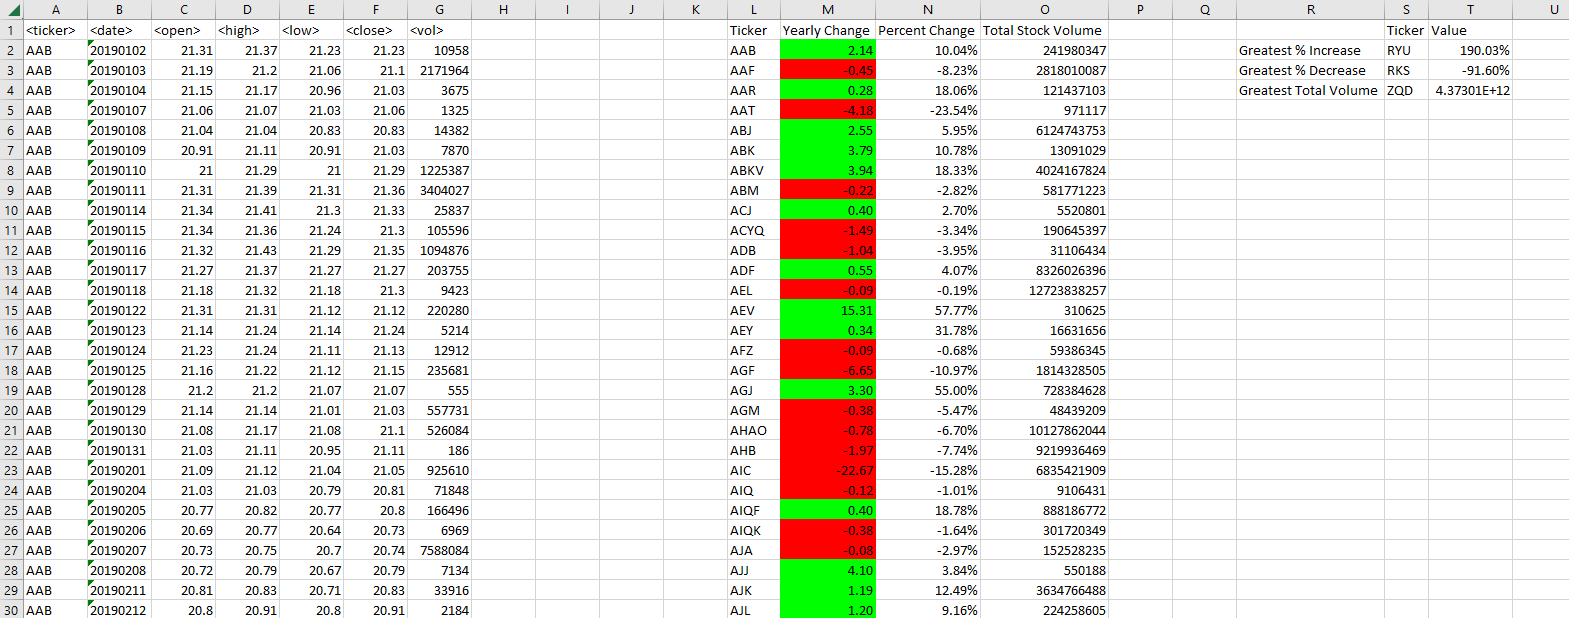 A B C D E F G H I J K L M N O P Q R S T U
1 <ticker> <date> <open> <high> <low> <close> <vol> Ticker Yearly Change Percent Change Total Stock Volume Ticker Value
2 AAB 20190102 21.31 21.37 21.23 21.23 10958 AAB 2.14 10.04% 241980347 Greatest % Increase RYU 190.03%
3 AAB 20190103 21.19 21.2 21.06 21.1 2171964 AAF -0.45 -8.23% 2818010087 Greatest % Decrease RKS -91.60%
4 AAB 20190104 21.15 21.17 20.96 21.03 3675 AAR 0.28 18.06% 121437103 Greatest Total Volume ZQD 4.37301E+12
5 AAB 20190107 21.06 21.07 21.03 21.06 1325 AAT -4.18 -23.54% 971117
6 AAB 20190108 21.04 21.04 20.83 20.83 14382 ABJ 2.55 5.95% 6124743753
7 AAB 20190109 20.91 21.11 20.91 21.03 7870 ABK 3.79 10.78% 13091029
8 AAB 20190110 21 21.29 21 21.29 1225387 ABKV 3.94 18.33% 4024167824
9 AAB 20190111 21.31 21.39 21.31 21.36 3404027 ABM -0.22 -2.82% 581771223
10 AAB 20190114 21.34 21.41 21.3 21.33 25837 ACJ 0.40 2.70% 5520801
11 AAB 20190115 21.34 21.36 21.24 21.3 105596 ACYQ -1.49 -3.34% 190645397
12 AAB 20190116 21.32 21.43 21.29 21.35 1094876 ADB -1.04 -3.95% 31106434
13 AAB 20190117 21.27 21.37 21.27 21.27 203755 ADF 0.55 4.07% 8326026396
14 AAB 20190118 21.18 21.32 21.18 21.3 9423 AEL -0.09 -0.19% 12723838257
15 AAB 20190122 21.31 21.31 21.12 21.12 220280 AEV 15.31 57.77% 310625
16 AAB 20190123 21.14 21.24 21.14 21.24 5214 AEY 0.34 31.78% 16631656
17 AAB 20190124 21.23 21.24 21.11 21.13 12912 AFZ -0.09 -0.68% 59386345
18 AAB 20190125 21.16 21.22 21.12 21.15 235681 AGF -6.65 -10.97% 1814328505
19 AAB 20190128 21.2 21.2 21.07 21.07 555 AGJ 3.30 55.00% 728384628
20 AAB 20190129 21.14 21.14 21.01 21.03 557731 AGM -0.38 -5.47% 48439209
21 AAB 20190130 21.08 21.17 21.08 21.1 526084 AHAO -0.78 -6.70% 10127862044
22 AAB 20190131 21.03 21.11 20.95 21.11 186 AHB -1.97 -7.74% 9219936469
23 AAB 20190201 21.09 21.12 21.04 21.05 925610 AIC -22.67 -15.28% 6835421909
24 AAB 20190204 21.03 21.03 20.79 20.81 71848 AIQ -0.12 -1.01% 9106431
25 AAB 20190205 20.77 20.82 20.77 20.8 166496 AIQF 0.40 18.78% 888186772
26 AAB 20190206 20.69 20.77 20.64 20.73 6969 AIQK -0.38 -1.64% 301720349
27 AAB 20190207 20.73 20.75 20.7 20.74 7588084 AJA -0.08 -2.97% 152528235
28 AAB 20190208 20.72 20.79 20.67 20.79 7134 AJJ 4.10 3.84% 550188
29 AAB 20190211 20.81 20.83 20.71 20.83 33916 AJK 1.19 12.49% 3634766488
30 AAB 20190212 20.8 20.91 20.8 20.91 2184 AJL 1.20 9.16% 224258605